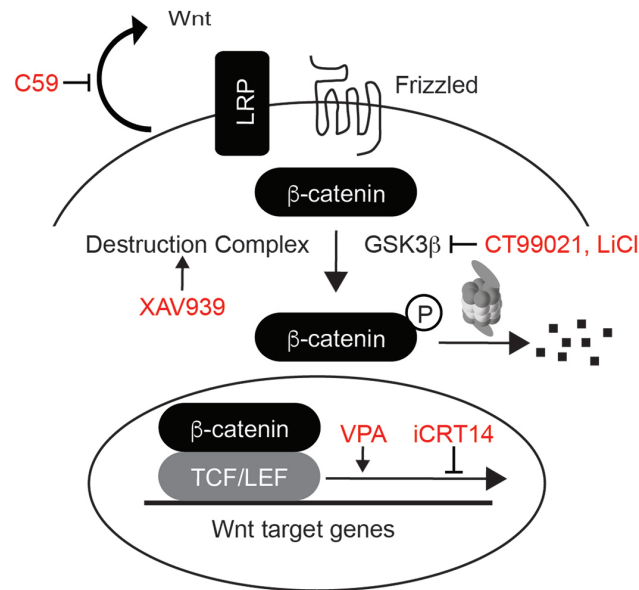 Wnt
C59
LRP
Frizzled
β-catenin
Destruction Complex
GSK3β
CT99021, LiCl
XAV939
P
β-catenin
β-catenin
VPA
iCRT14
TCF/LEF
Wnt target genes